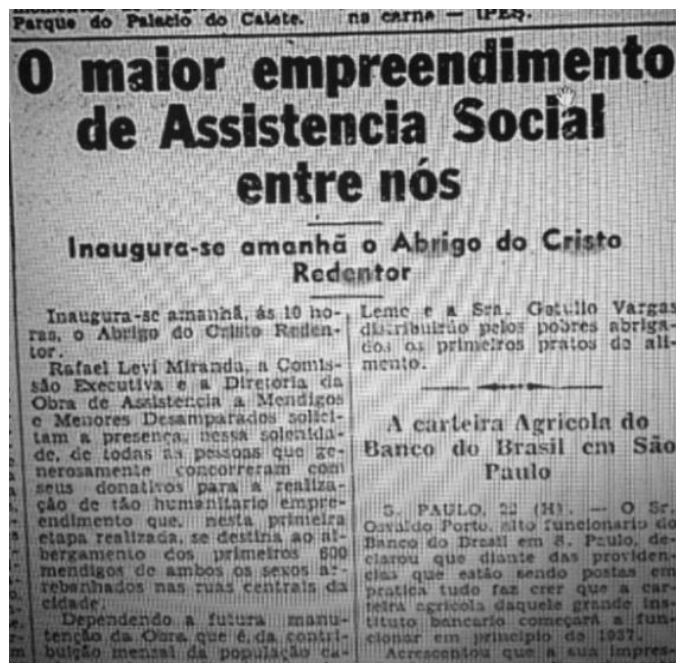 Parque do Palacio do Catete.
na carne — IPES.
O maior empreendimento
de Assistencia Social
entre nós
Inaugura-se amanhã o Abrigo do Cristo
Redentor
Inaugura-se amanhã, ás 10 ho-
ras, o Abrigo do Cristo Reden-
tor.
Rafael Levi Miranda, a Comis-
são Executiva e a Diretoria da
Obra de Assistencia a Mendigos
e Menores Desamparados solici-
tam a presença, nessa solenida-
de, de todas as pessoas que ge-
nerosamente concorreram com
seus donativos para a realiza-
ção de tão humanitario empre-
endimento que, nesta primeira
etapa realizada, se destina ao al-
bergamento dos primeiros 600
mendigos de ambos os sexos ar-
rebanhados nas ruas centrais da
cidade.
Dependendo a futura manu-
tenção da Obra que é da contri-
buição mensal da população ca-
Leme e a Sra. Getulio Vargas
distribuirão pelos pobres abriga-
dos os primeiros pratos de ali-
mento.
A carteira Agricola do
Banco do Brasil em São
Paulo
S. PAULO, 22 (H). — O Sr.
Osvaldo Porto, alto funcionario do
Banco do Brasil em S. Paulo, de-
clarou que diante das providen-
cias que estão sendo postas em
pratica tudo faz crer que a car-
teira agricola daquele grande ins-
tituto bancario começará a fun-
cionar em principio de 1937.
Acrescentou que a sua impres-